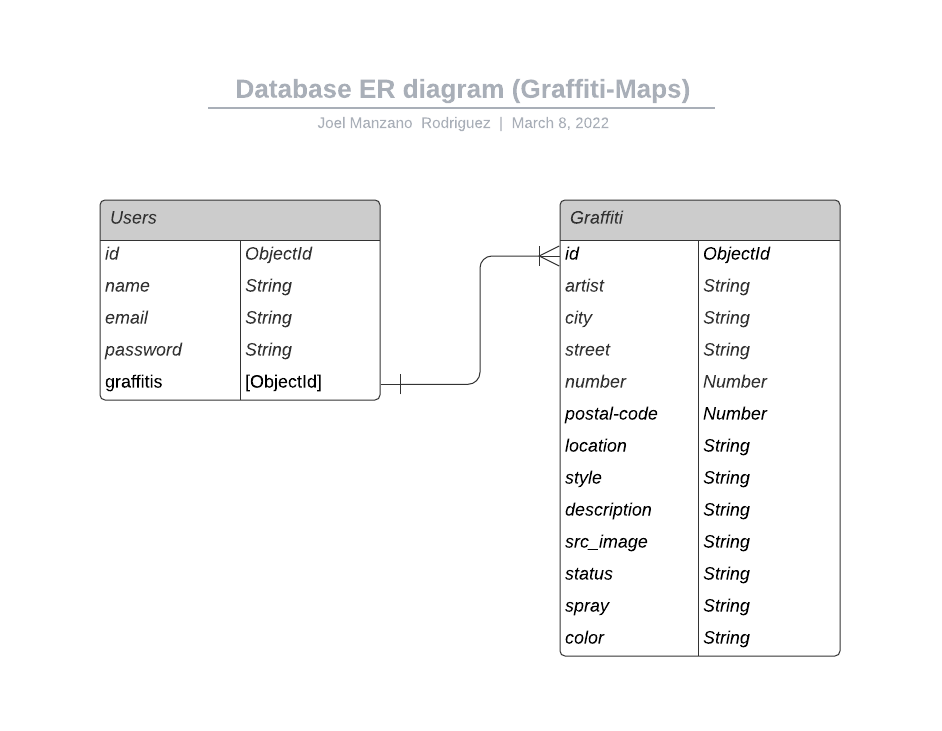 Database ER diagram (Graffiti-Maps)
Joel Manzano Rodriguez | March 8, 2022
Users
id ObjectId
name String
email String
password String
graffitis [ObjectId]
Graffiti
id ObjectId
artist String
city String
street String
number Number
postal-code Number
location String
style String
description String
src_image String
status String
spray String
color String